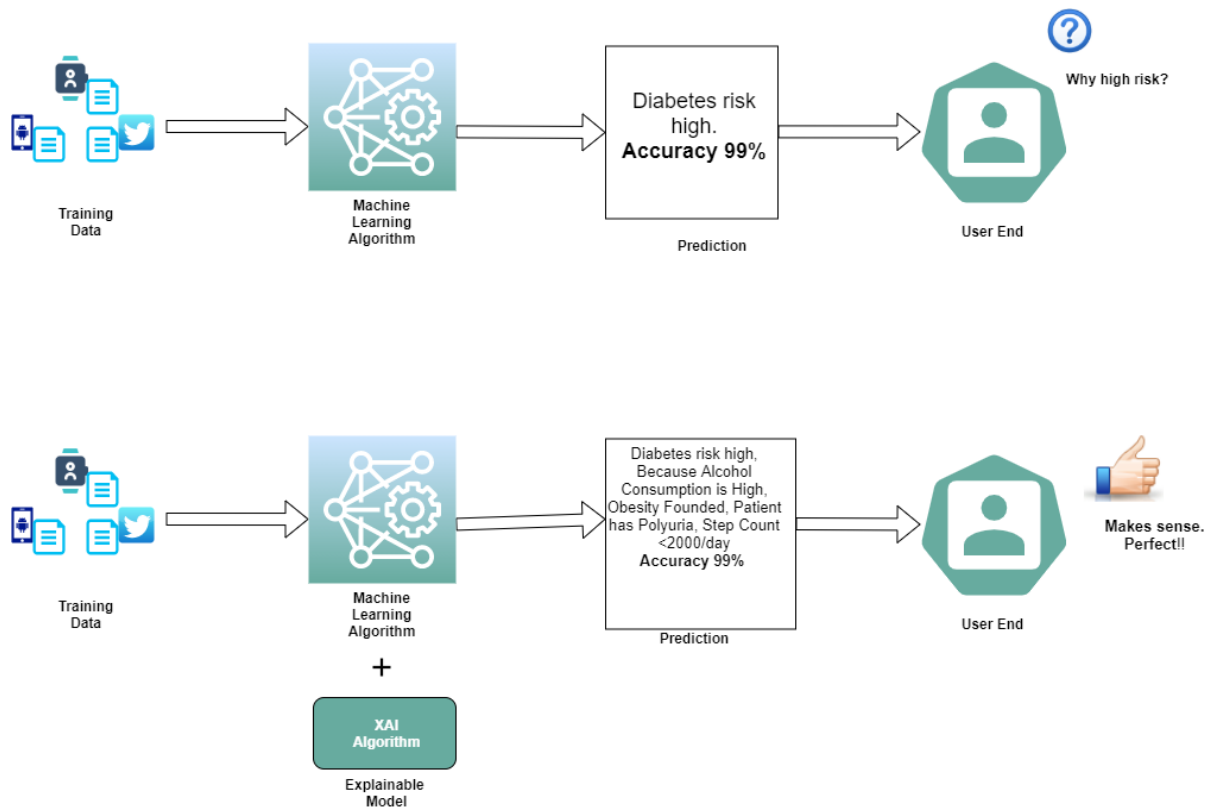 Why high risk?
Diabetes risk
high.
Accuracy 99%
Training
Data
Machine
Learning
Algorithm
Prediction
User End
Diabetes risk high,
Because Alcohol
Consumption is High,
Obesity Founded, Patient
has Polyuria, Step Count
<2000/day
Accuracy 99%
Makes sense.
Perfect!!
Training
Data
Machine
Learning
Algorithm
Prediction
User End
+
XAI
Algorithm
Explainable
Model